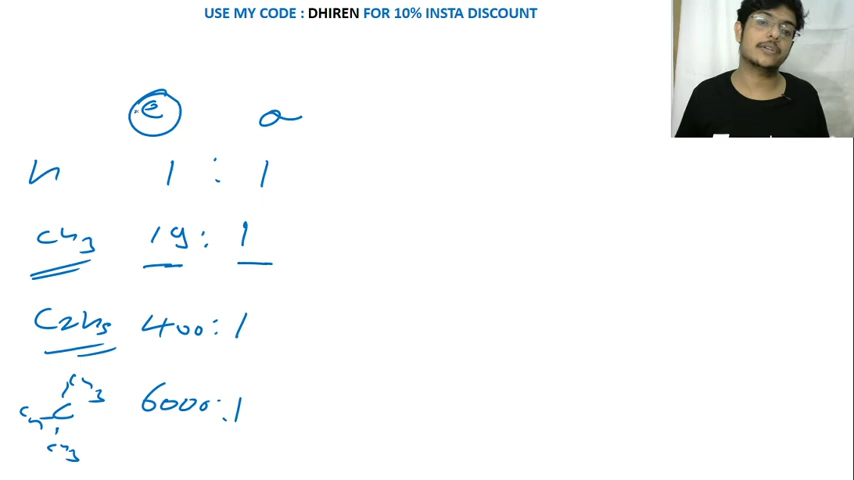 USE MY CODE : DHIREN FOR 10% INSTA DISCOUNT
e a
H 1 : 1
CH3 19 : 1
C2H5 400 : 1
CH3
CH3 C 6000 : 1
CH3